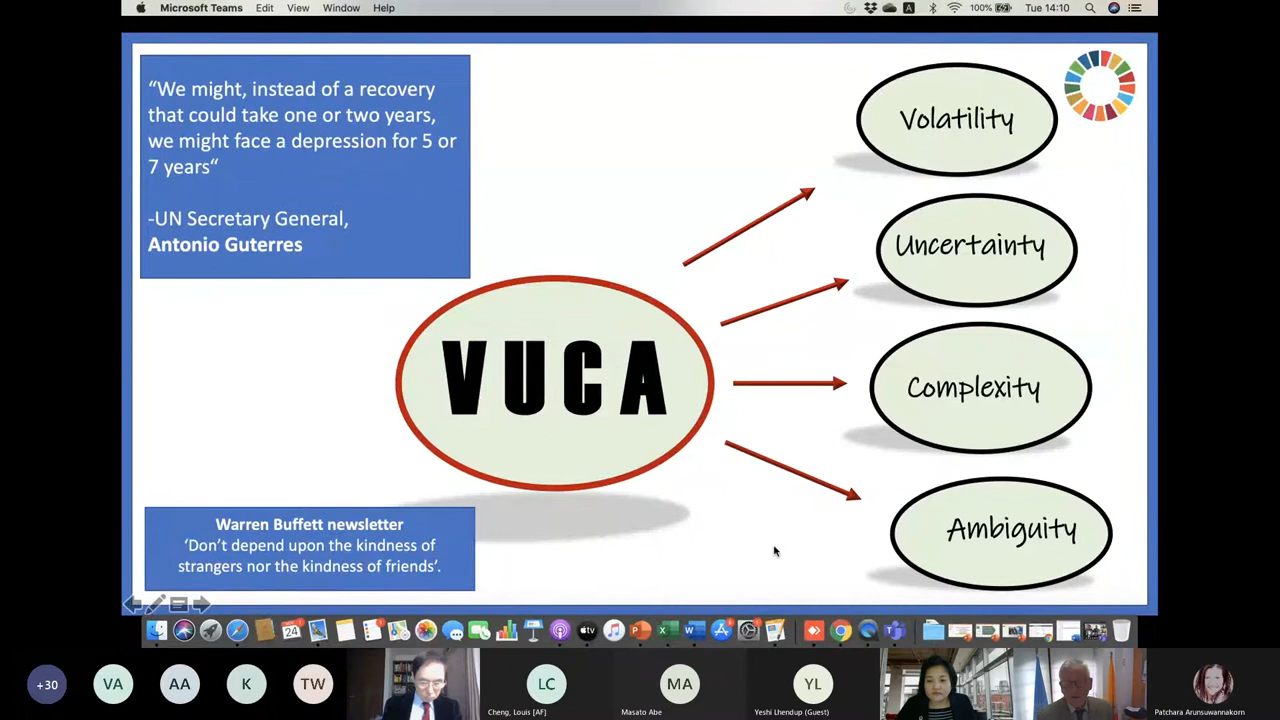 Microsoft Teams Edit View Window Help
A 100% Tue 14:10
“We might, instead of a recovery
that could take one or two years,
we might face a depression for 5 or
7 years“
-UN Secretary General,
Antonio Guterres
VUCA
Volatility
Uncertainty
Complexity
Ambiguity
Warren Buffett newsletter
‘Don’t depend upon the kindness of
strangers nor the kindness of friends’.
24
tv
+30 VA AA K TW LC MA YL
Cheng, Louis [AF] Masato Abe Yeshi Lhendup (Guest) Patchara Arunsuwannakorn